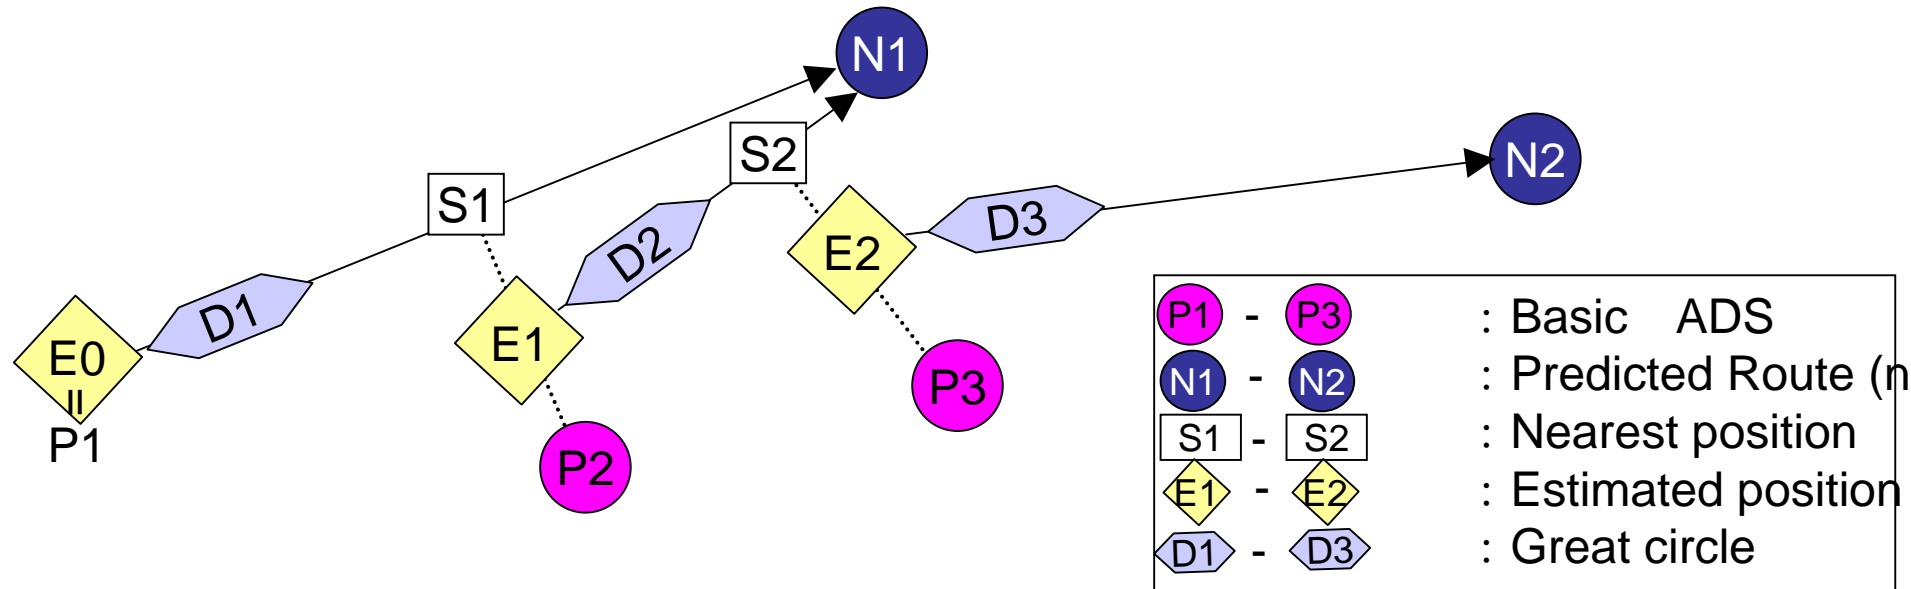 N1
S2
N2
S1
D2
D3
E2
D1
E1
E0
=
P1
P3
P2
P1 - P3 : Basic ADS
N1 - N2 : Predicted Route (n
S1 - S2 : Nearest position
E1 - E2 : Estimated position
D1 - D3 : Great circle